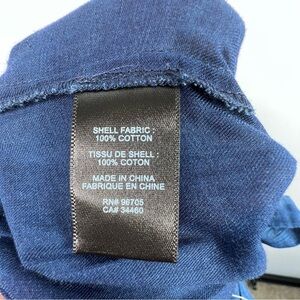 SHELL FABRIC :
100% COTTON
TISSU DE SHELL :
100% COTON
MADE IN CHINA
FABRIQUE EN CHINE
RN# 96705
CA# 34460